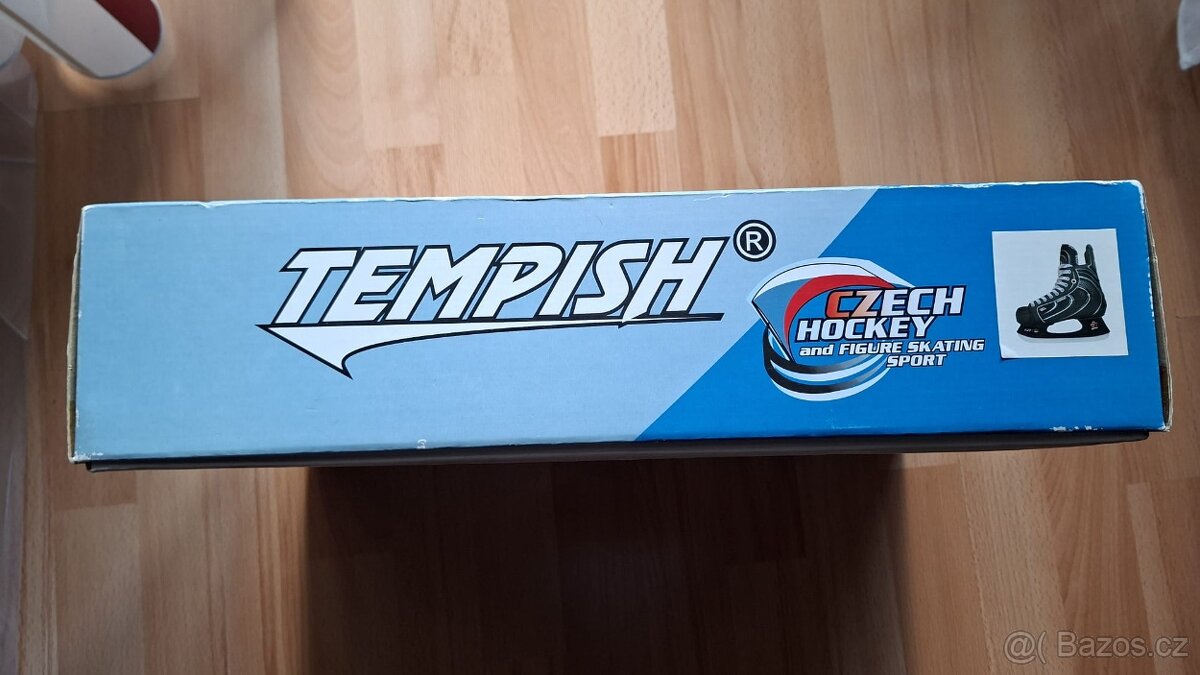 TEMPISH®
CZECH
HOCKEY
and FIGURE SKATING
SPORT
@( Bazos.cz